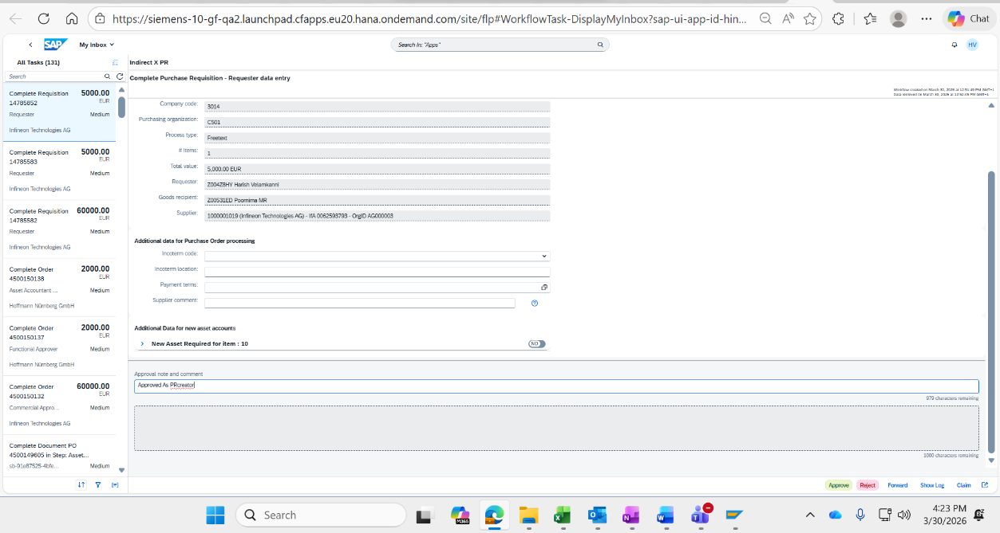 https://siemens-10-gf-qa2.launchpad.cfapps.eu20.hana.ondemand.com/site/flp#WorkflowTask-DisplayMyInbox?sap-ui-app-id-hin...
Chat
SAP My Inbox
Search In: "Apps"
HV
All Tasks (131)
Search
Complete Requisition 5000.00
14785852 EUR
Requester Medium
Infineon Technologies AG
Complete Requisition 5000.00
14785583 EUR
Requester Medium
Infineon Technologies AG
Complete Requisition 60000.00
14785582 EUR
Requester Medium
Infineon Technologies AG
Complete Order 2000.00
4500150138 EUR
Asset Accountant ... Medium
Hoffmann Nürnberg GmbH
Complete Order 2000.00
4500150137 EUR
Functional Approver Medium
Hoffmann Nürnberg GmbH
Complete Order 60000.00
4500150132 EUR
Commercial Appro... Medium
Infineon Technologies AG
Complete Document PO
4500149605 in Step: Asset...
sb-91e87525-4bfe... Medium
Indirect X PR
Complete Purchase Requisition - Requester data entry
Workflow created on March 30, 2026 at 12:51:49 PM GMT+1
Data retrieved on March 30, 2026 at 12:52:45 PM GMT+1
Company code: 3014
Purchasing organization: C501
Process type: Freetext
# Items: 1
Total value: 5,000.00 EUR
Requester: Z004Z8HY Harish Velamkanni
Goods recipient: Z00531ED Poornima MR
Supplier: 1000001019 (Infineon Technologies AG) - IfA 0062593793 - OrgID AG000003
Additional data for Purchase Order processing
Incoterm code:
Incoterm location:
Payment terms:
Supplier comment:
Additional Data for new asset accounts
New Asset Required for item : 10 NO
Approval note and comment
Approved As PRcreator
979 characters remaining
1000 characters remaining
Approve Reject Forward Show Log Claim
Search
M365
4:23 PM
3/30/2026